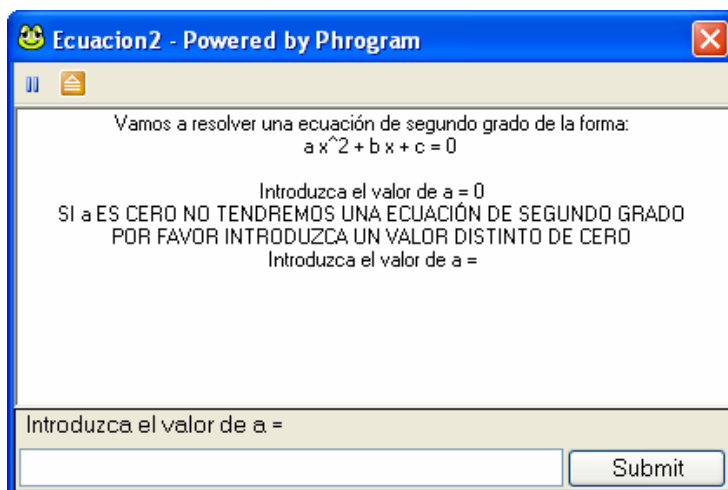 Ecuacion2 - Powered by Phrogram
Vamos a resolver una ecuación de segundo grado de la forma:
a x^2 + b x + c = 0
Introduzca el valor de a = 0
SI a ES CERO NO TENDREMOS UNA ECUACIÓN DE SEGUNDO GRADO
POR FAVOR INTRODUZCA UN VALOR DISTINTO DE CERO
Introduzca el valor de a =
Introduzca el valor de a =
Submit